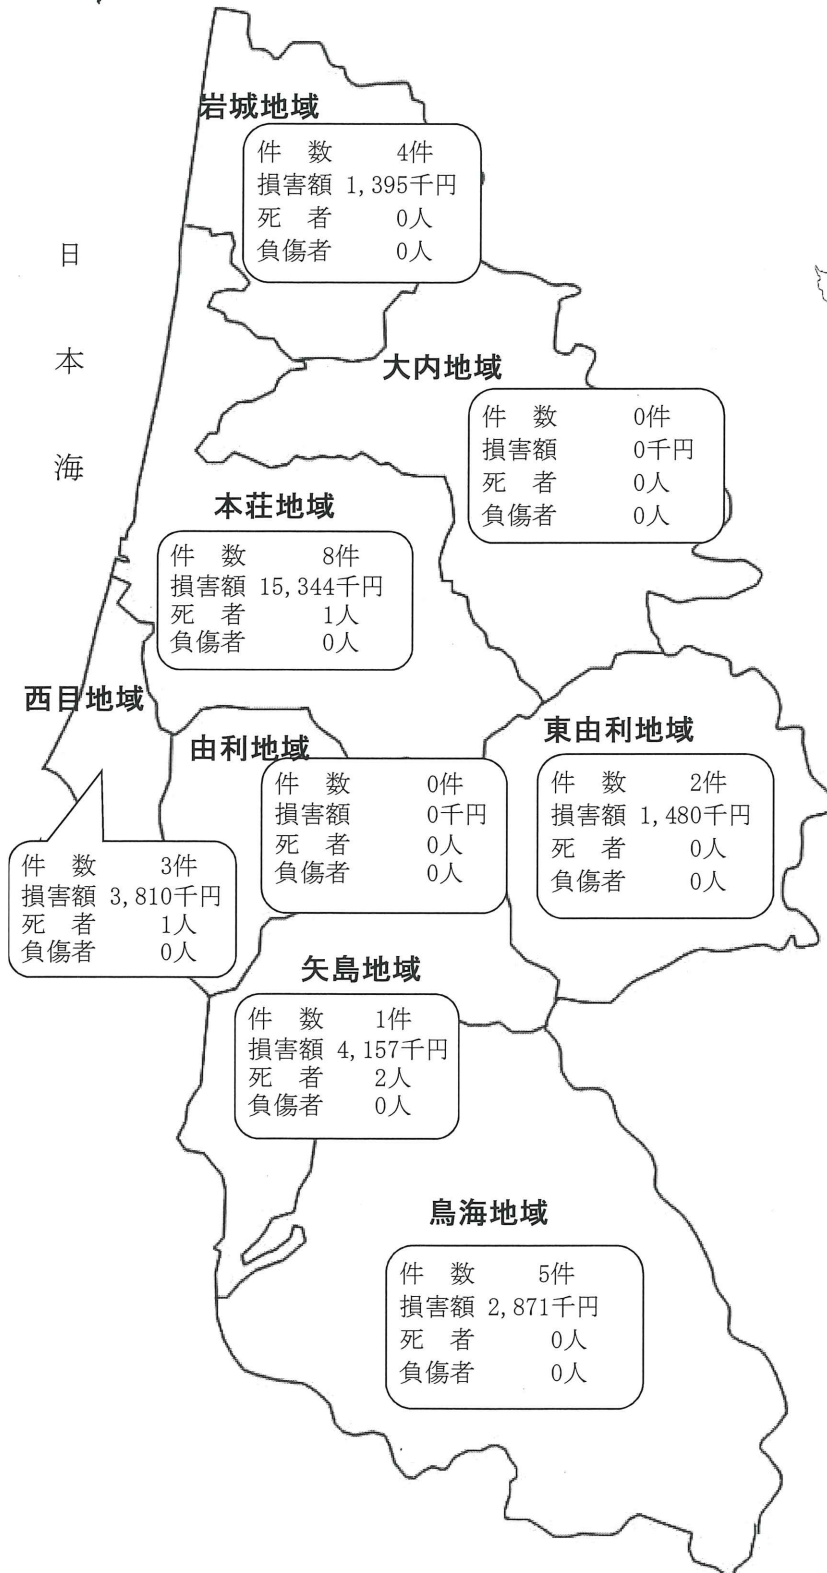 岩城地域
件　数　　4件
損害額 1,395千円
死　者　　0人
負傷者　　0人
日
本
海
大内地域
件　数　　0件
損害額　　0千円
死　者　　0人
負傷者　　0人
本荘地域
件　数　　8件
損害額 15,344千円
死　者　　1人
負傷者　　0人
西目地域
件　数　　3件
損害額 3,810千円
死　者　　1人
負傷者　　0人
由利地域
件　数　　0件
損害額　　0千円
死　者　　0人
負傷者　　0人
東由利地域
件　数　　2件
損害額 1,480千円
死　者　　0人
負傷者　　0人
矢島地域
件　数　　1件
損害額 4,157千円
死　者　　2人
負傷者　　0人
鳥海地域
件　数　　5件
損害額 2,871千円
死　者　　0人
負傷者　　0人